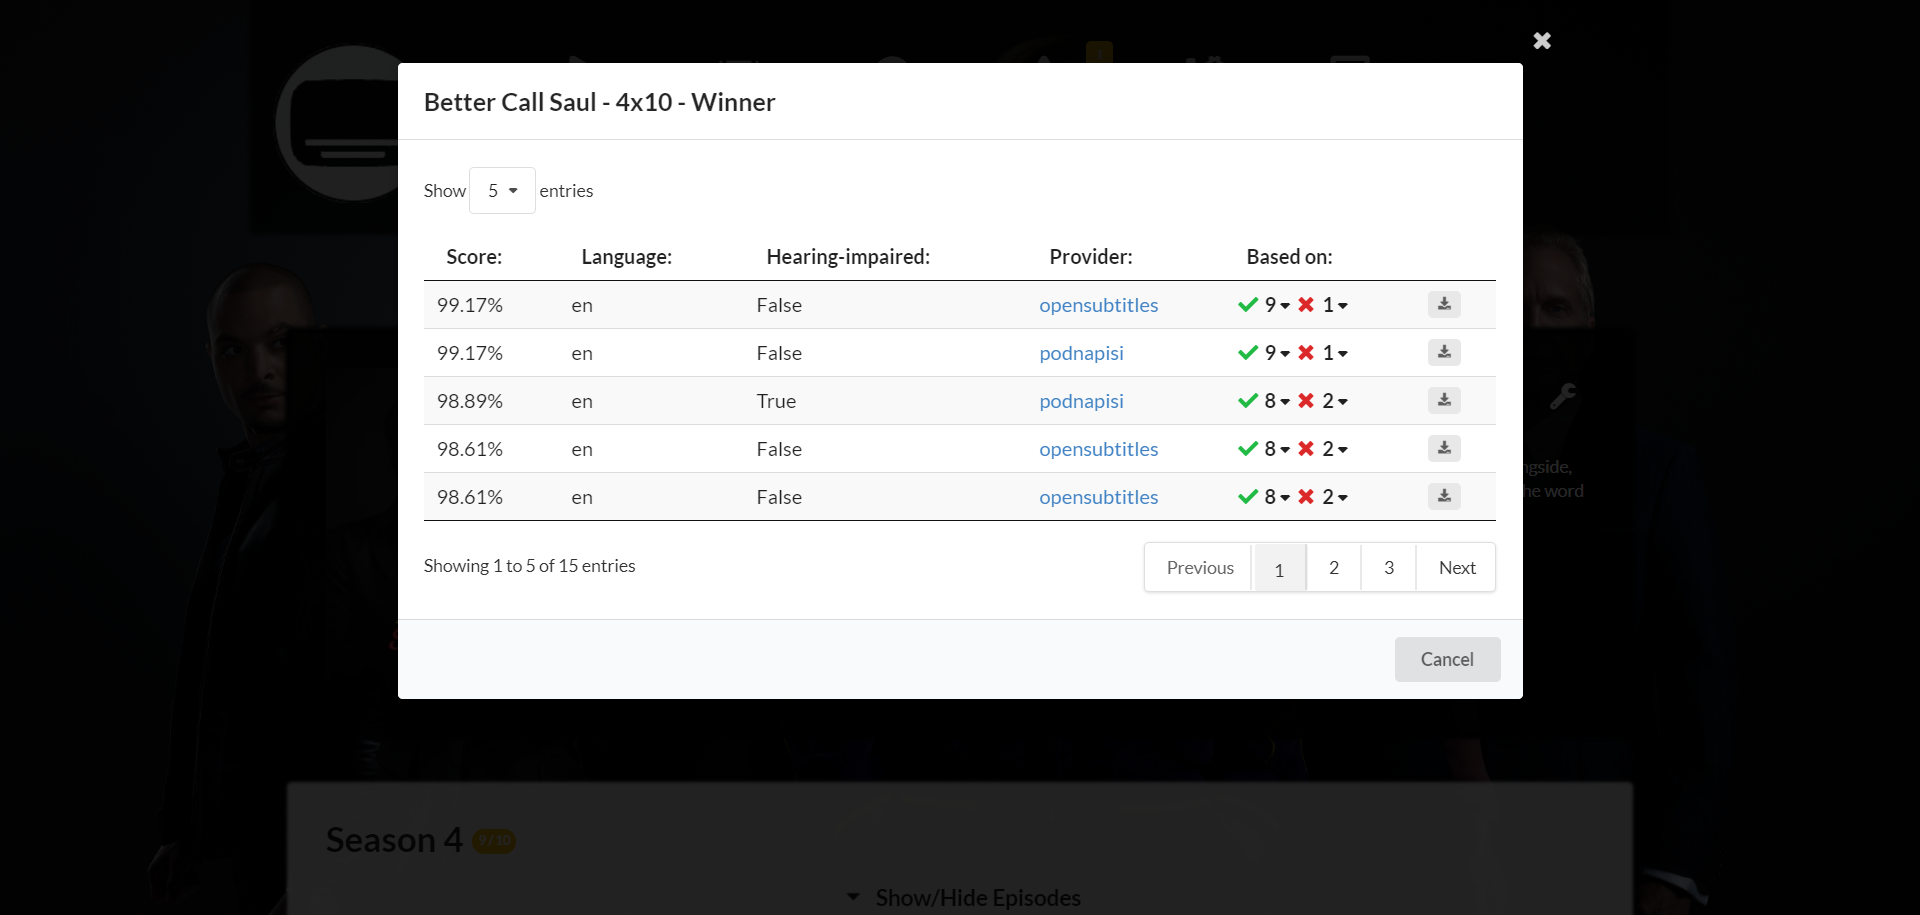 Better Call Saul - 4x10 - Winner
Show 5 entries
Score: Language: Hearing-impaired: Provider: Based on:
99.17% en False opensubtitles 9 1
99.17% en False podnapisi 9 1
98.89% en True podnapisi 8 2
98.61% en False opensubtitles 8 2
98.61% en False opensubtitles 8 2
ngside,
he word
Showing 1 to 5 of 15 entries
Previous 1 2 3 Next
Cancel
Season 4 9/10
Show/Hide Episodes